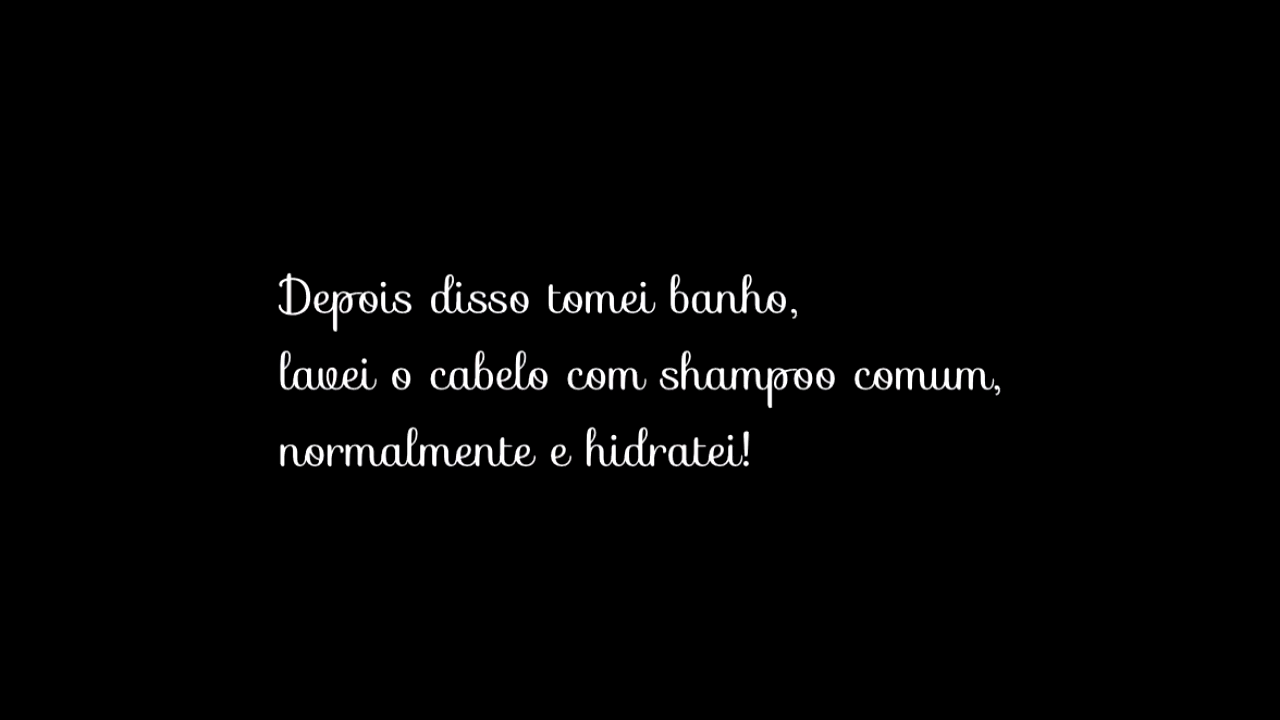 Depois disso tomei banho,
lavei o cabelo com shampoo comum,
normalmente e hidratei!